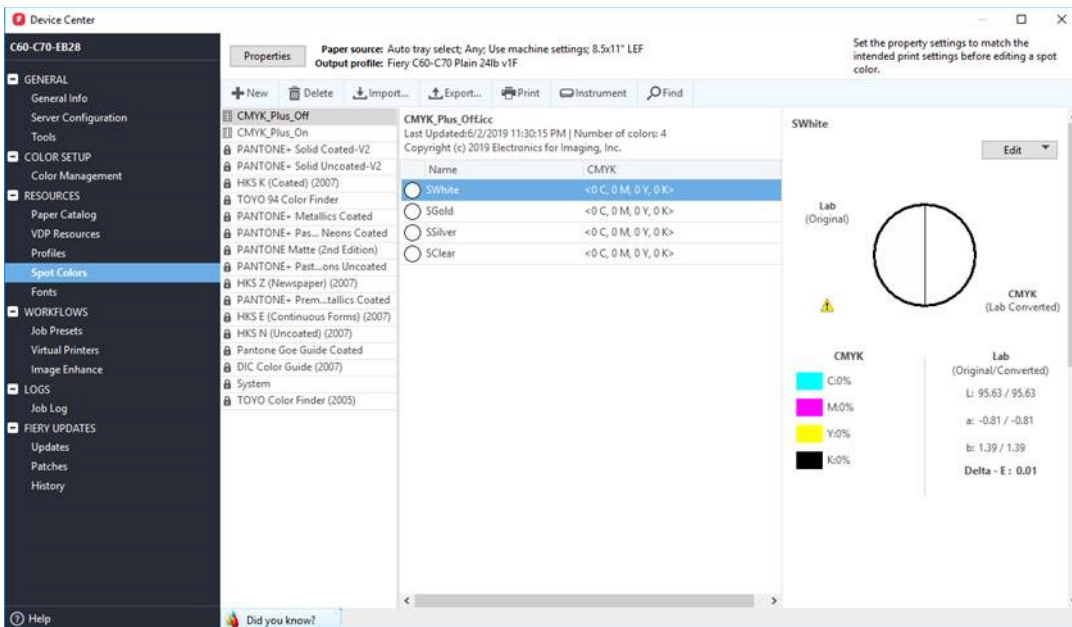 Device Center
C60-C70-EB28
GENERAL
General Info
Server Configuration
Tools
COLOR SETUP
Color Management
RESOURCES
Paper Catalog
VDP Resources
Profiles
Spot Colors
Fonts
WORKFLOWS
Job Presets
Virtual Printers
Image Enhance
LOGS
Job Log
FIERY UPDATES
Updates
Patches
History
Help
Properties
Paper source: Auto tray select; Any; Use machine settings; 8.5x11" LEF
Output profile: Fiery C60-C70 Plain 24lb v1F
Set the property settings to match the
intended print settings before editing a spot
color.
New Delete Import... Export... Print Instrument Find
CMYK_Plus_Off
CMYK_Plus_On
PANTONE+ Solid Coated-V2
PANTONE+ Solid Uncoated-V2
HKS K (Coated) (2007)
TOYO 94 Color Finder
PANTONE+ Metallics Coated
PANTONE+ Pas... Neons Coated
PANTONE Matte (2nd Edition)
PANTONE+ Past...ons Uncoated
HKS Z (Newspaper) (2007)
PANTONE+ Prem...tallics Coated
HKS E (Continuous Forms) (2007)
HKS N (Uncoated) (2007)
Pantone Goe Guide Coated
DIC Color Guide (2007)
System
TOYO Color Finder (2005)
CMYK_Plus_Off.icc
Last Updated:6/2/2019 11:30:15 PM | Number of colors: 4
Copyright (c) 2019 Electronics for Imaging, Inc.
Name CMYK
SWhite <0 C, 0 M, 0 Y, 0 K>
SGold <0 C, 0 M, 0 Y, 0 K>
SSilver <0 C, 0 M, 0 Y, 0 K>
SClear <0 C, 0 M, 0 Y, 0 K>
SWhite
Edit
Lab
(Original)
CMYK
(Lab Converted)
CMYK
C:0%
M:0%
Y:0%
K:0%
Lab
(Original/Converted)
L: 95.63 / 95.63
a: -0.81 / -0.81
b: 1.39 / 1.39
Delta - E : 0.01
Did you know?